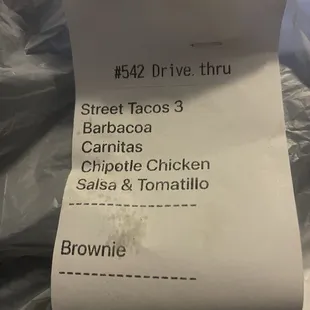 #542 Drive. thru
Street Tacos 3
Barbacoa
Carnitas
Chipotle Chicken
Salsa & Tomatillo
--------------------
Brownie
--------------------